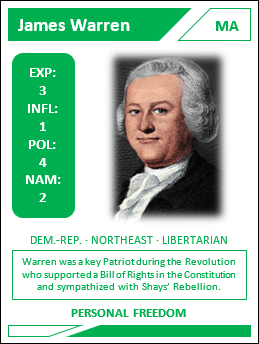 James Warren
MA
EXP:
3
INFL:
1
POL:
4
NAM:
2
DEM.-REP. · NORTHEAST · LIBERTARIAN
Warren was a key Patriot during the Revolution
who supported a Bill of Rights in the Constitution
and sympathized with Shays’ Rebellion.
PERSONAL FREEDOM